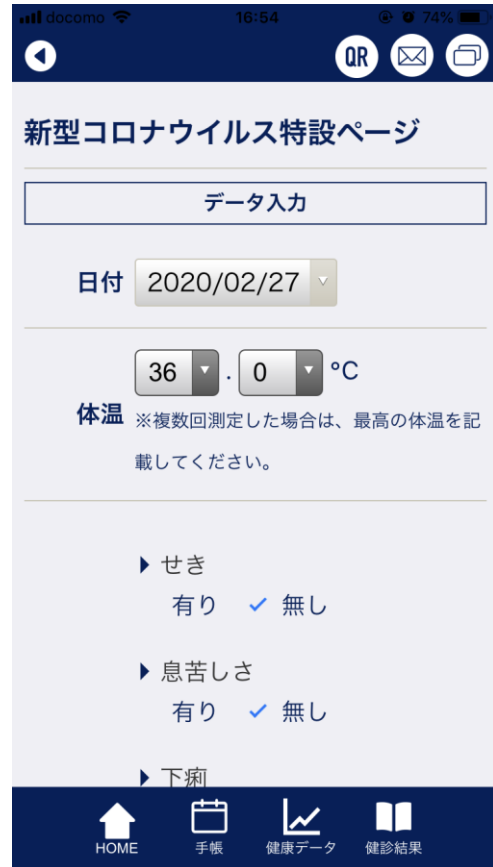 docomo 16:54 74%
QR
新型コロナウイルス特設ページ
データ入力
日付 2020/02/27
36 . 0 °C
体温 ※複数回測定した場合は、最高の体温を記
載してください。
せき
有り ✓ 無し
息苦しさ
有り ✓ 無し
下痢
HOME 手帳 健康データ 健診結果